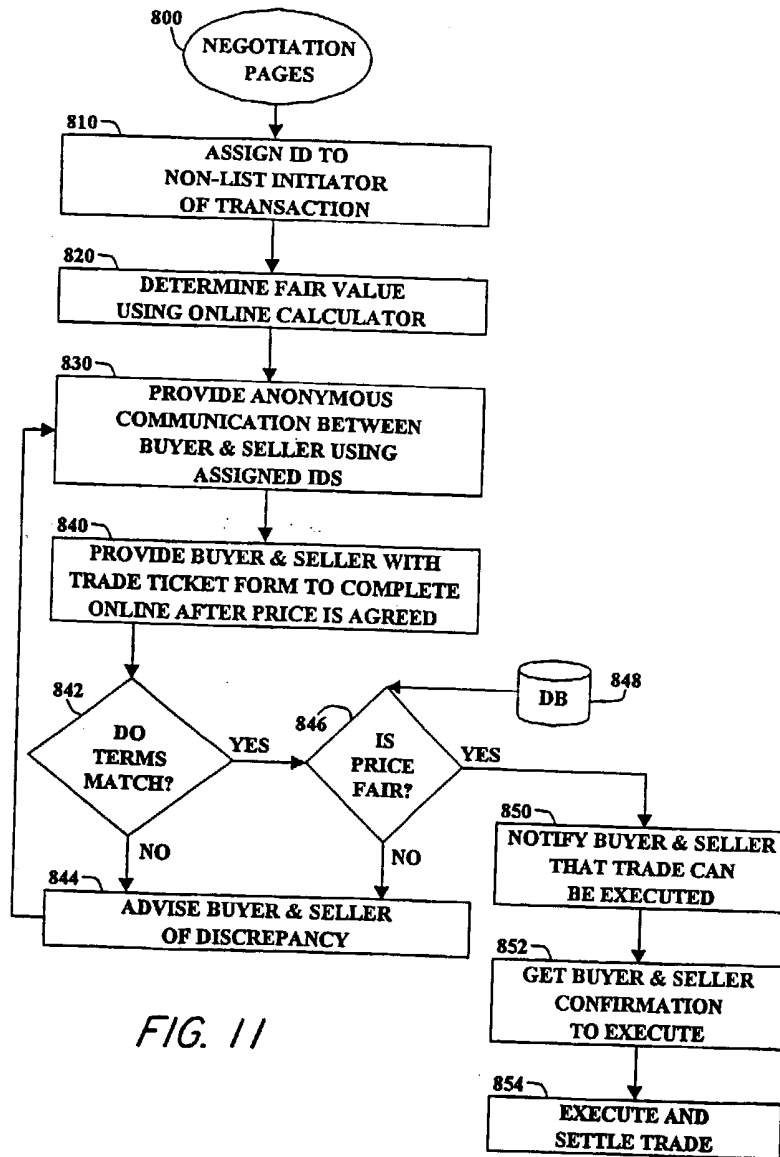 800
NEGOTIATION
PAGES
810
ASSIGN ID TO
NON-LIST INITIATOR
OF TRANSACTION
820
DETERMINE FAIR VALUE
USING ONLINE CALCULATOR
830
PROVIDE ANONYMOUS
COMMUNICATION BETWEEN
BUYER & SELLER USING
ASSIGNED IDS
840
PROVIDE BUYER & SELLER WITH
TRADE TICKET FORM TO COMPLETE
ONLINE AFTER PRICE IS AGREED
842
DO
TERMS
MATCH?
YES
NO
846
IS
PRICE
FAIR?
YES
NO
DB
848
844
ADVISE BUYER & SELLER
OF DISCREPANCY
850
NOTIFY BUYER & SELLER
THAT TRADE CAN
BE EXECUTED
852
GET BUYER & SELLER
CONFIRMATION
TO EXECUTE
854
EXECUTE AND
SETTLE TRADE
FIG. 11